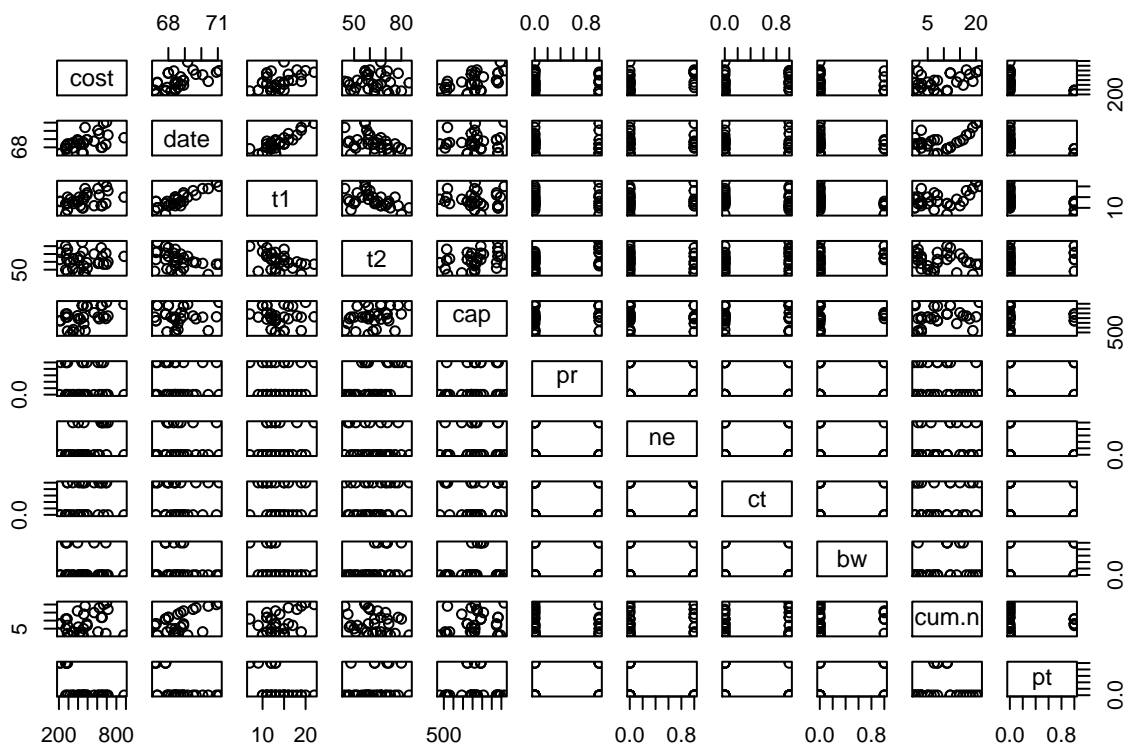 68 71 50 80 0.0 0.8 0.0 0.8 5 20
cost 200
68 date
t1 10
50 t2
cap 500
0.0 pr
ne 0.0
0.0 ct
bw 0.0
5 cum.n
pt 0.0
200 800 10 20 500 0.0 0.8 0.0 0.8 0.0 0.8